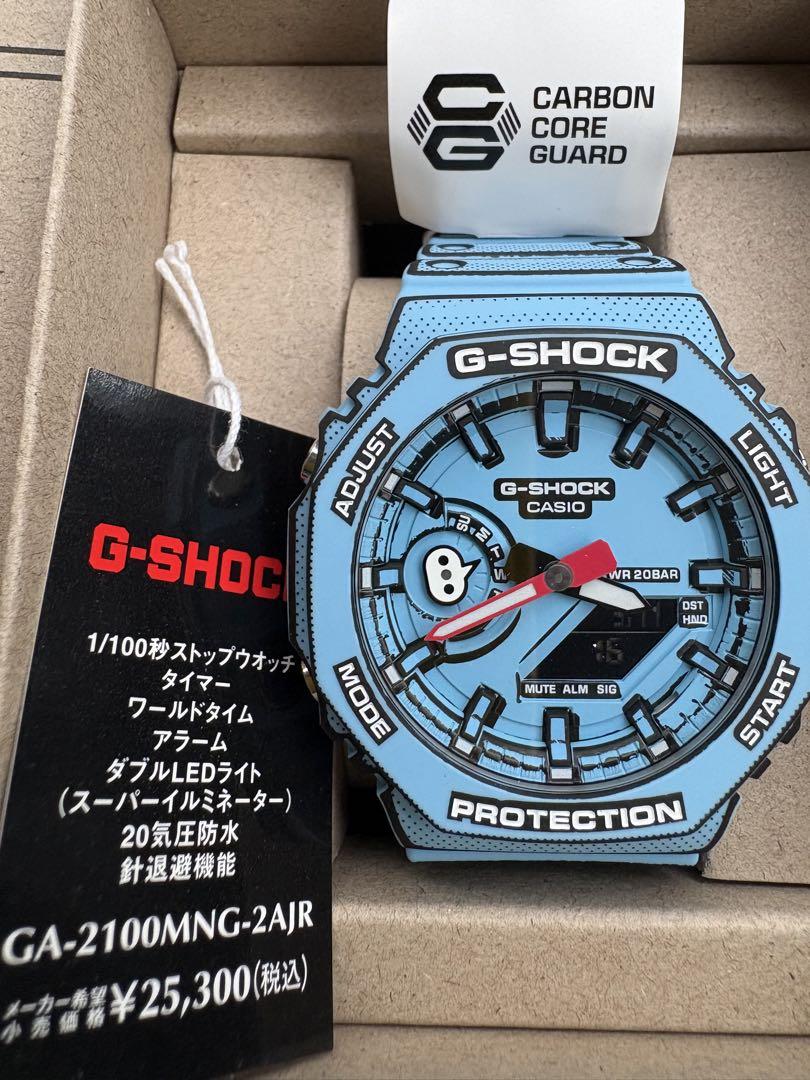 CARBON
CORE
GUARD
G-SHOCK
ADJUST
LIGHT
G-SHOCK
CASIO
SU
M
T
W
WR 20BAR
DST
HND
16
MUTE ALM SIG
MODE
START
PROTECTION
G-SHOC
1/100秒ストップウオッチ
タイマー
ワールドタイム
アラーム
ダブルLEDライト
(スーパーイルミネーター)
20気圧防水
針退避機能
GA-2100MNG-2AJR
メーカー希望
小売価格 ¥25,300(税込)